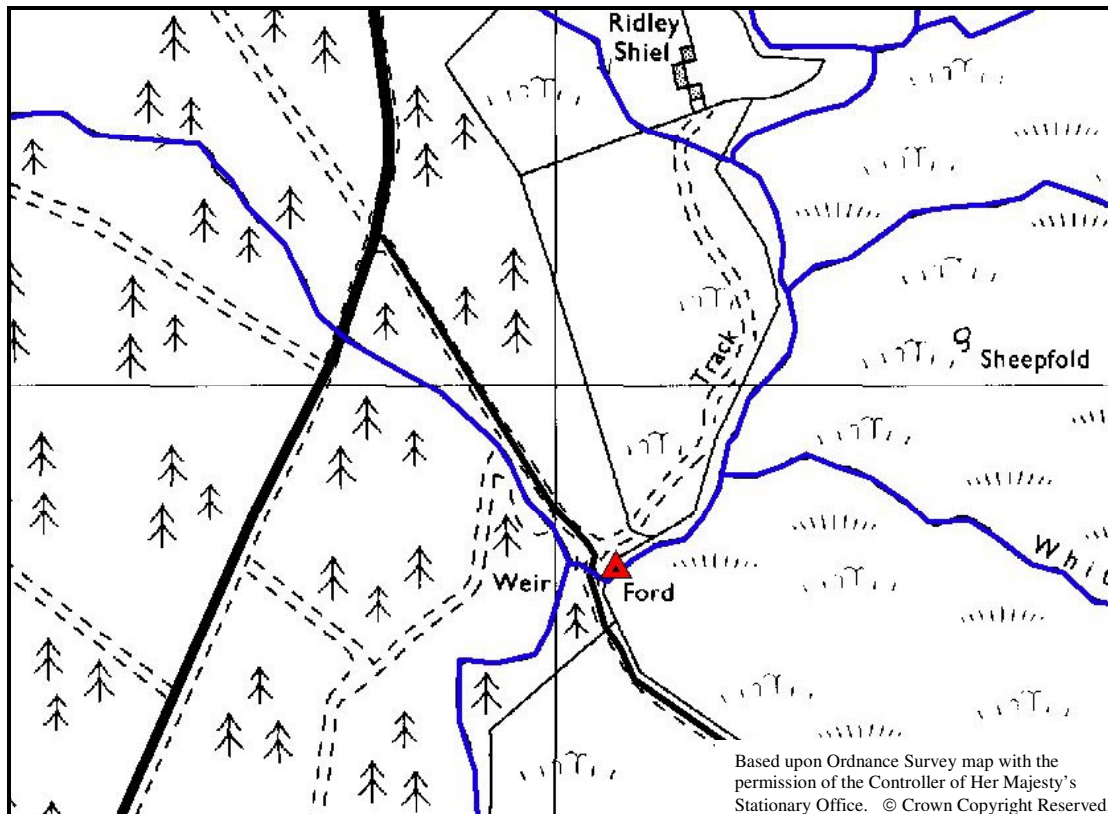 Ridley
Shiel
Track
Sheepfold
Weir
Ford
Based upon Ordnance Survey map with the
permission of the Controller of Her Majesty's
Stationary Office. © Crown Copyright Reserved